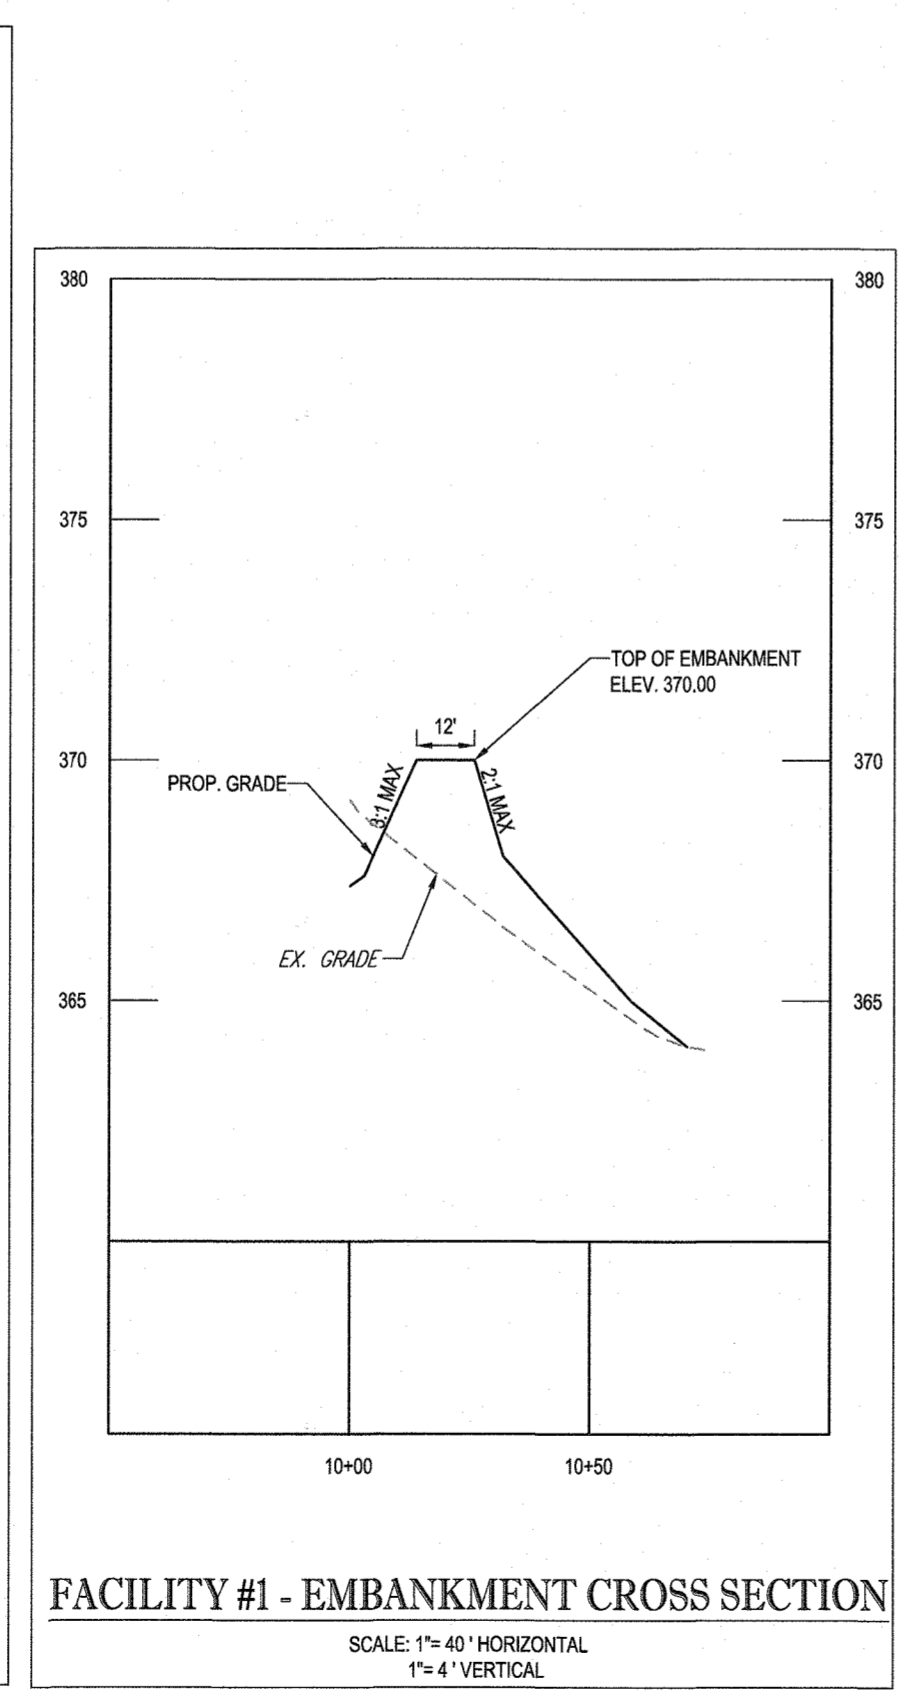 380 380
375 375
TOP OF EMBANKMENT
ELEV. 370.00
12'
370 370
PROP. GRADE
3:1 MAX
2:1 MAX
EX. GRADE
365 365
10+00 10+50
FACILITY #1 - EMBANKMENT CROSS SECTION
SCALE: 1"= 40 ' HORIZONTAL
1"= 4 ' VERTICAL